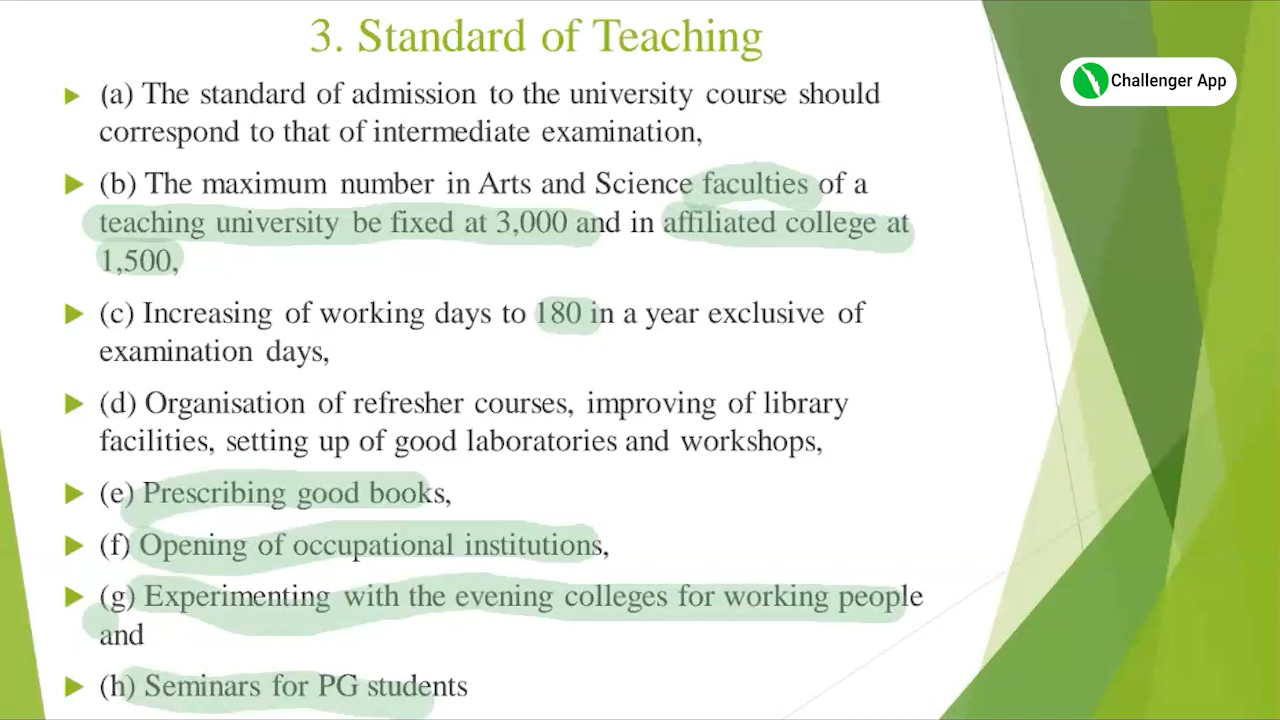 3. Standard of Teaching
Challenger App
(a) The standard of admission to the university course should
correspond to that of intermediate examination,
(b) The maximum number in Arts and Science faculties of a
teaching university be fixed at 3,000 and in affiliated college at
1,500,
(c) Increasing of working days to 180 in a year exclusive of
examination days,
(d) Organisation of refresher courses, improving of library
facilities, setting up of good laboratories and workshops,
(e) Prescribing good books,
(f) Opening of occupational institutions,
(g) Experimenting with the evening colleges for working people
and
(h) Seminars for PG students